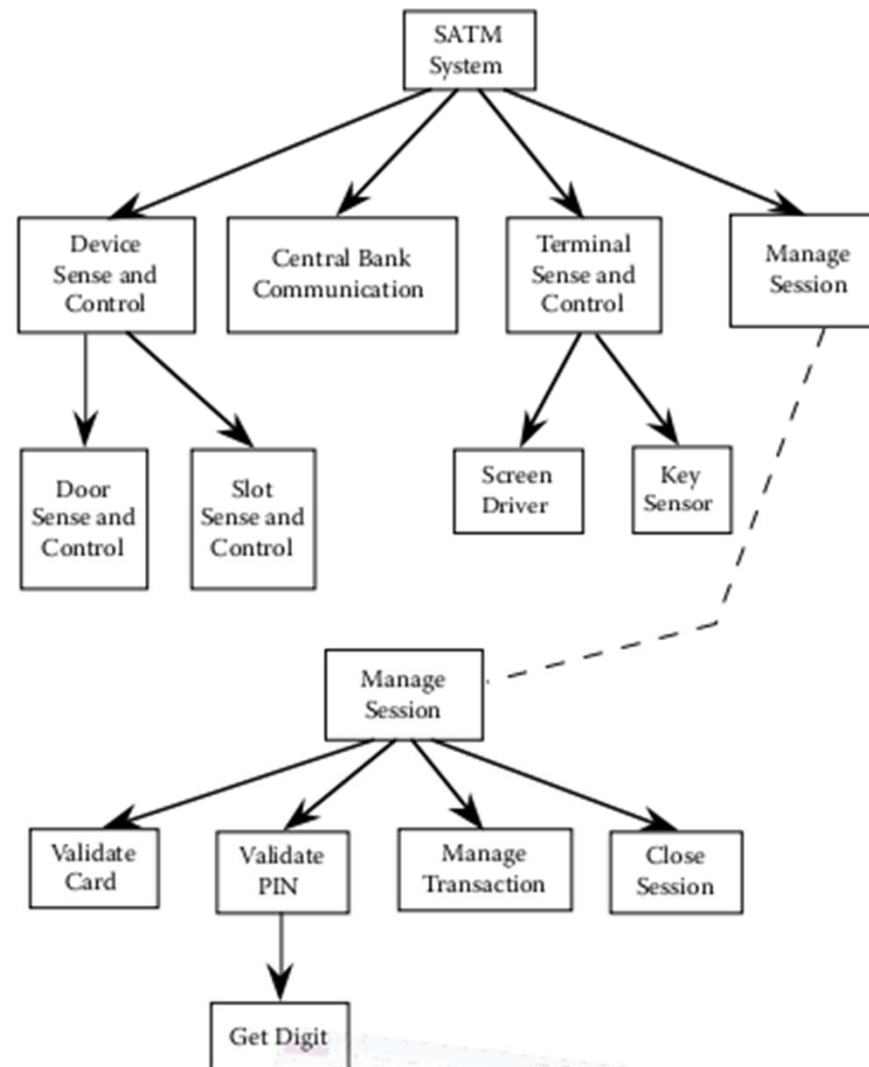 SATM
System
Device
Sense and
Control
Central Bank
Communication
Terminal
Sense and
Control
Manage
Session
Door
Sense and
Control
Slot
Sense and
Control
Screen
Driver
Key
Sensor
Manage
Session
Validate
Card
Validate
PIN
Manage
Transaction
Close
Session
Get Digit